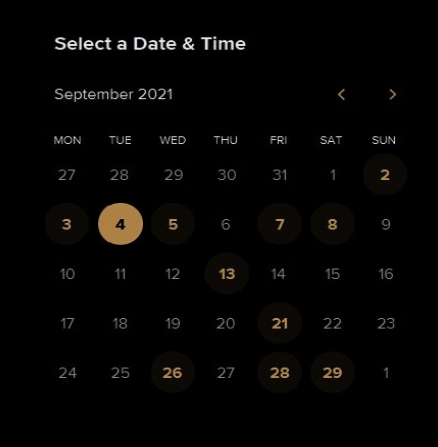 Select a Date & Time
September 2021
MON TUE WED THU FRI SAT SUN
27 28 29 30 31 1 2
3 4 5 6 7 8 9
10 11 12 13 14 15 16
17 18 19 20 21 22 23
24 25 26 27 28 29 1